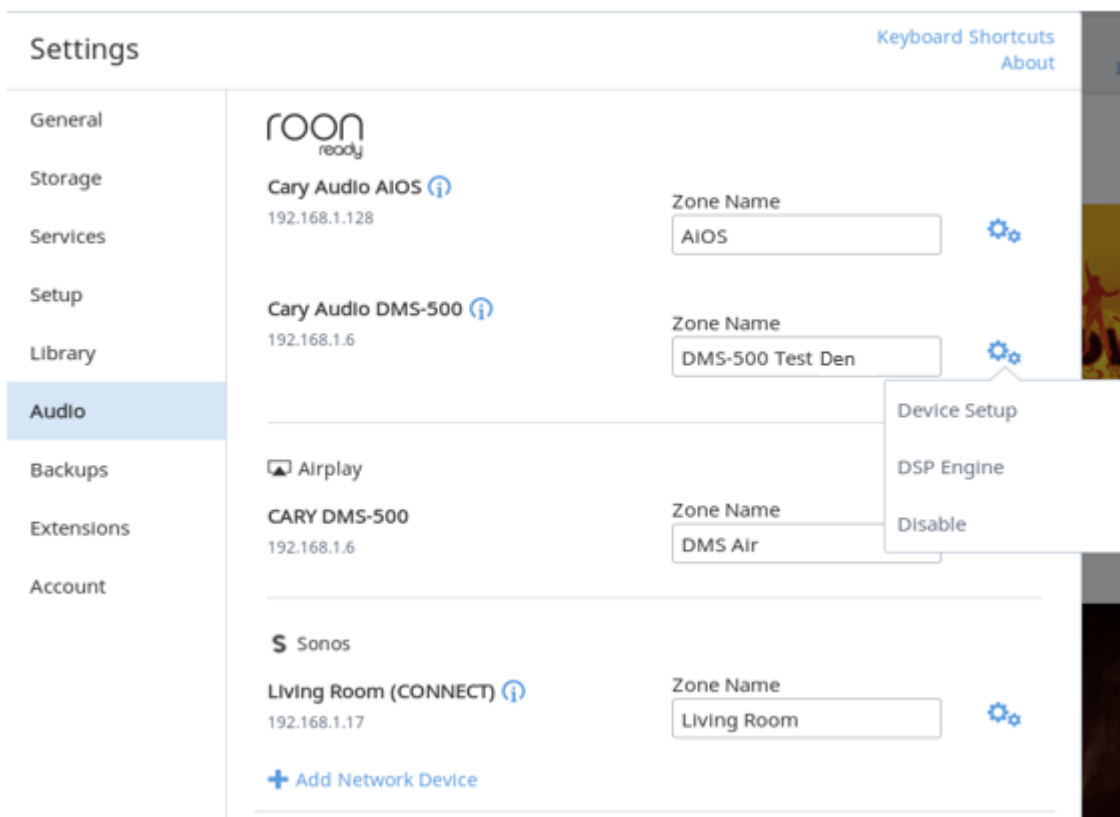 Settings
Keyboard Shortcuts
About
General
Storage
Services
Setup
Library
Audio
Backups
Extensions
Account
roon
ready
Cary Audio AIOS
192.168.1.128
Zone Name
AiOS
Cary Audio DMS-500
192.168.1.6
Zone Name
DMS-500 Test Den
Device Setup
DSP Engine
Disable
Airplay
CARY DMS-500
192.168.1.6
Zone Name
DMS Air
S Sonos
Living Room (CONNECT)
192.168.1.17
Zone Name
Living Room
+ Add Network Device